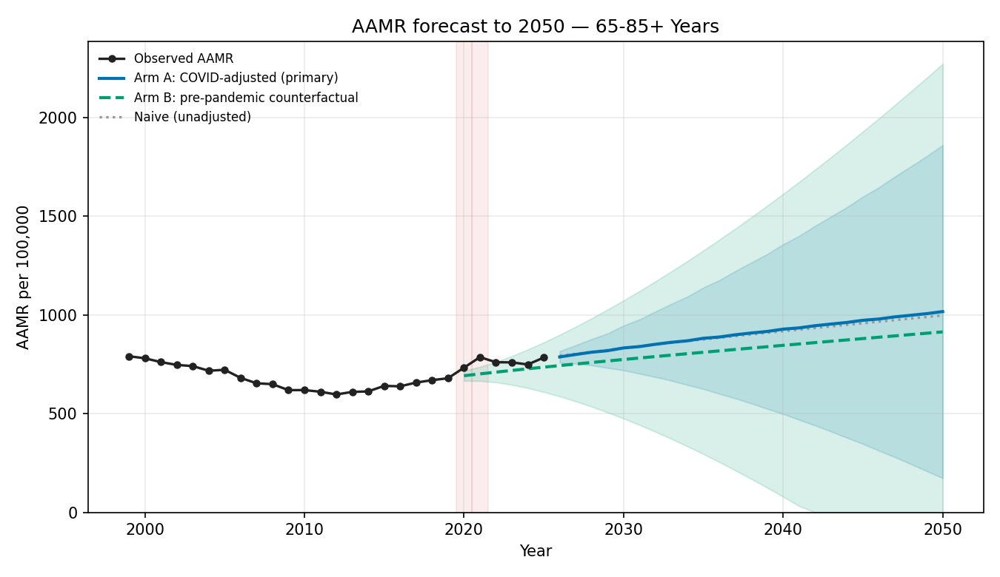 AAMR forecast to 2050 — 65-85+ Years
Observed AAMR
Arm A: COVID-adjusted (primary)
Arm B: pre-pandemic counterfactual
Naive (unadjusted)
AAMR per 100,000
2000
1500
1000
500
0
2000 2010 2020 2030 2040 2050
Year